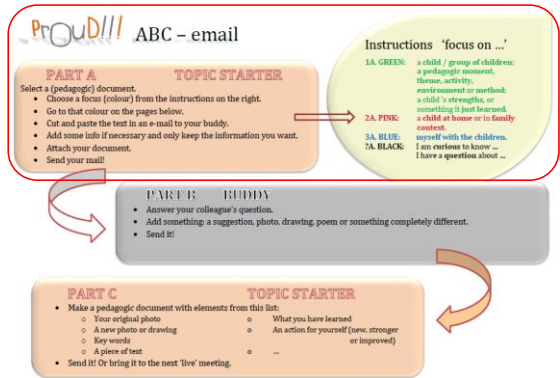 PrOuD!!! ABC – email
PART A TOPIC STARTER
Select a (pedagogic) document.
• Choose a focus (colour) from the instructions on the right.
• Go to that colour on the pages below.
• Cut and paste the text in an e-mail to your buddy.
• Add some info if necessary and only keep the information you want.
• Attach your document.
• Send your mail!
Instructions ‘focus on …’
1A. GREEN: a child / group of children;
a pedagogic moment,
theme, activity,
environment or method;
a child’s strengths, or
something it just learned.
2A. PINK: a child at home or in family
context.
3A. BLUE: myself with the children.
?A. BLACK: I am curious to know …
I have a question about …
PART B BUDDY
• Answer your colleague’s question.
• Add something: a suggestion, photo, drawing, poem or something completely different.
• Send it!
PART C TOPIC STARTER
• Make a pedagogic document with elements from this list:
o Your original photo o What you have learned
o A new photo or drawing o An action for yourself (new, stronger
o Key words or improved)
o A piece of text o …
• Send it! Or bring it to the next ‘live’ meeting.